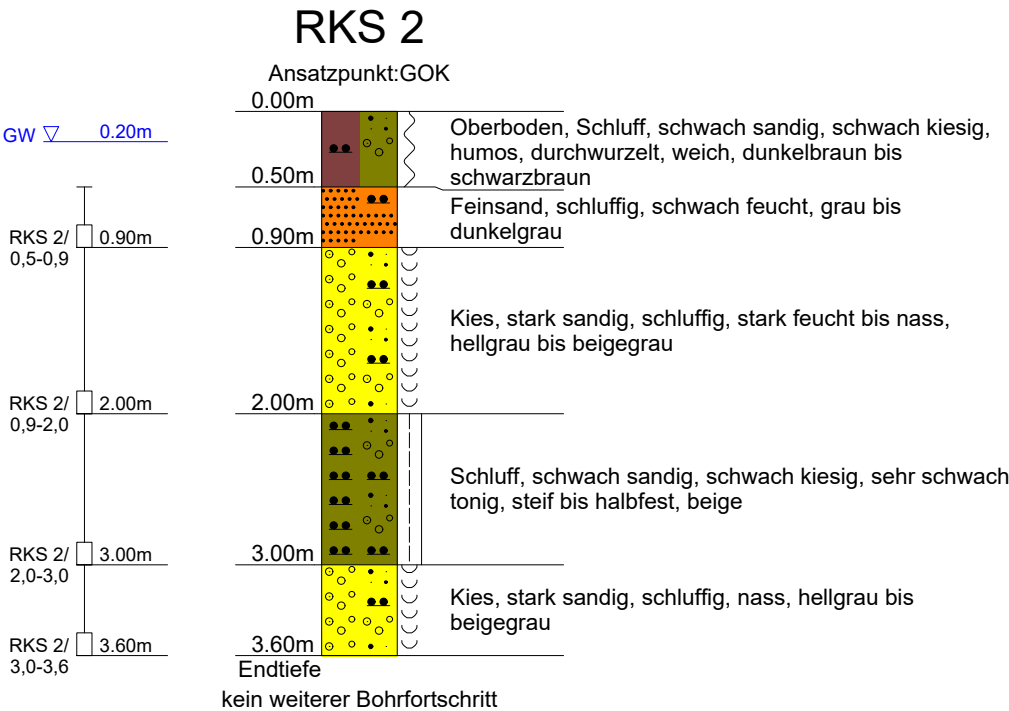 RKS 2
Ansatzpunkt:GOK
0.00m
GW 0.20m
Oberboden, Schluff, schwach sandig, schwach kiesig,
humos, durchwurzelt, weich, dunkelbraun bis
schwarzbraun
0.50m
Feinsand, schluffig, schwach feucht, grau bis
dunkelgrau
RKS 2/
0,5-0,9
0.90m
0.90m
Kies, stark sandig, schluffig, stark feucht bis nass,
hellgrau bis beigegrau
RKS 2/
0,9-2,0
2.00m
2.00m
Schluff, schwach sandig, schwach kiesig, sehr schwach
tonig, steif bis halbfest, beige
RKS 2/
2,0-3,0
3.00m
3.00m
Kies, stark sandig, schluffig, nass, hellgrau bis
beigegrau
RKS 2/
3,0-3,6
3.60m
3.60m
Endtiefe
kein weiterer Bohrfortschritt